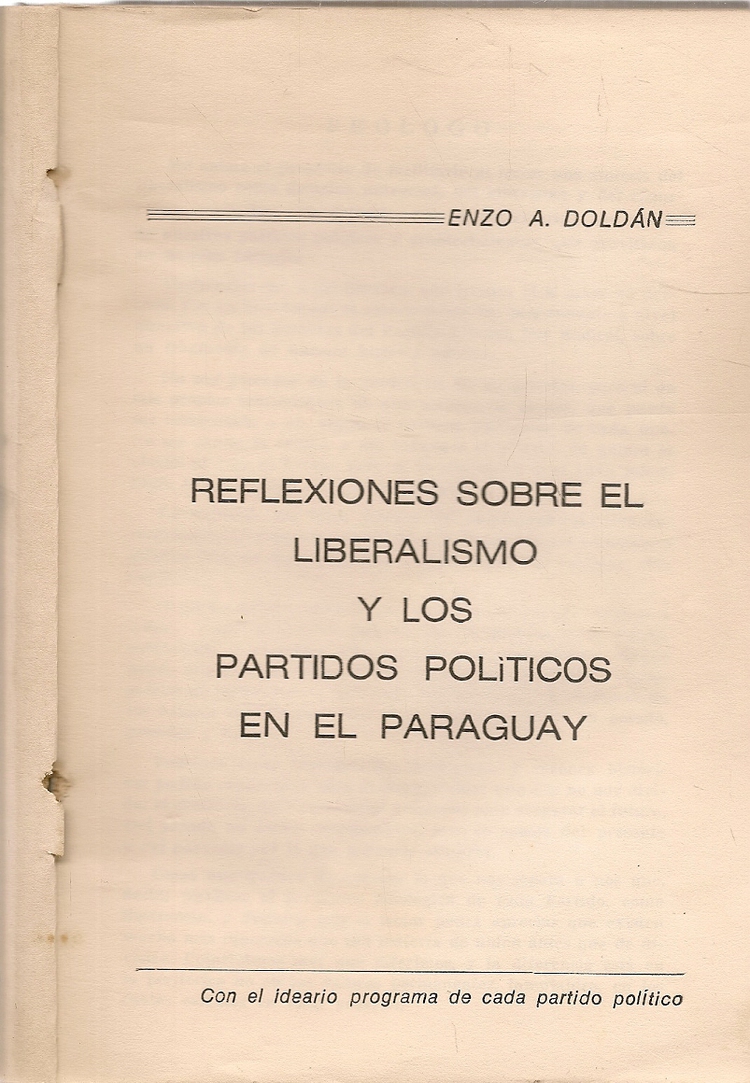 ENZO A. DOLDÁN
REFLEXIONES SOBRE EL
LIBERALISMO
Y LOS
PARTIDOS POLíTICOS
EN EL PARAGUAY
Con el ideario programa de cada partido político